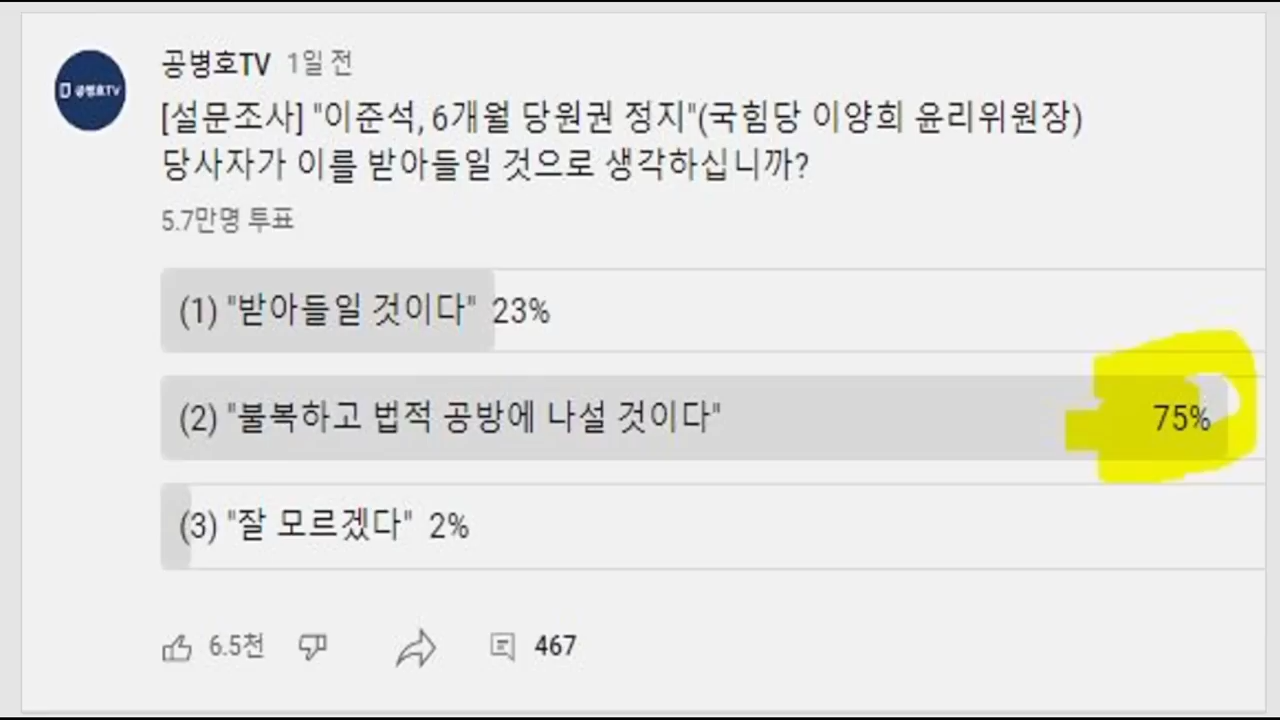 공병호TV 1일 전
공병호TV
[설문조사] "이준석, 6개월 당원권 정지"(국힘당 이양희 윤리위원장)
당사자가 이를 받아들일 것으로 생각하십니까?
5.7만명 투표
(1) "받아들일 것이다" 23%
(2) "불복하고 법적 공방에 나설 것이다" 75%
(3) "잘 모르겠다" 2%
6.5천 467